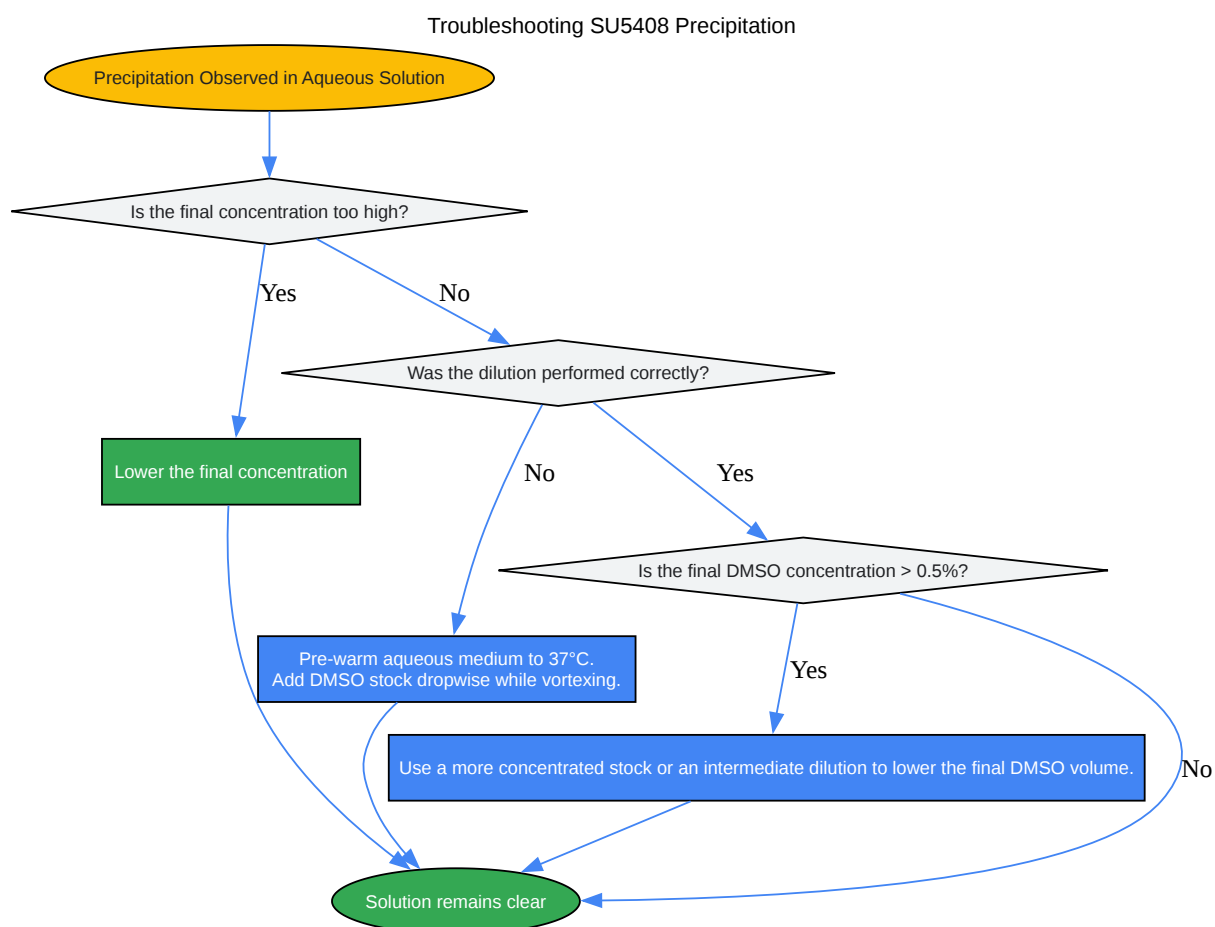 Troubleshooting SU5408 Precipitation
Precipitation Observed in Aqueous Solution
Is the final concentration too high?
Yes
No
Was the dilution performed correctly?
Lower the final concentration
No
Yes
Is the final DMSO concentration > 0.5%?
Pre-warm aqueous medium to 37°C.
Add DMSO stock dropwise while vortexing.
Yes
Use a more concentrated stock or an intermediate dilution to lower the final DMSO volume.
No
Solution remains clear